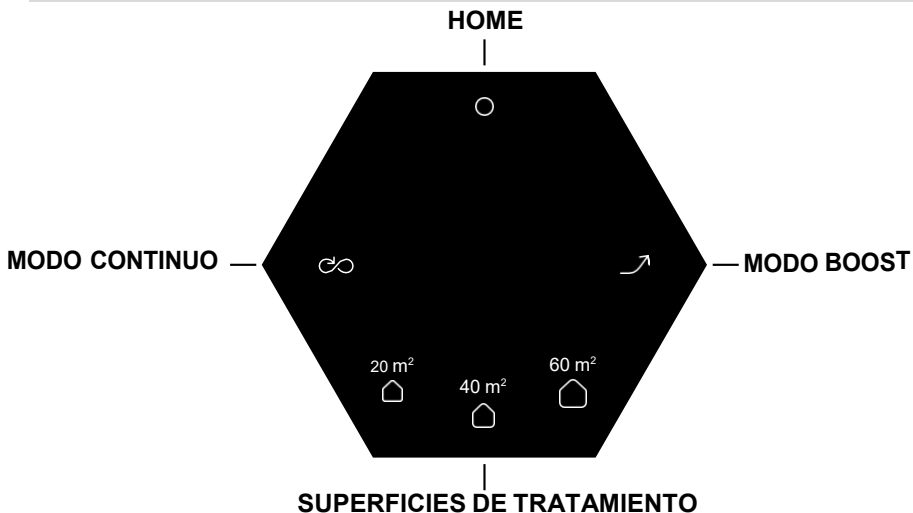 HOME
MODO CONTINUO
MODO BOOST
20 m²
40 m²
60 m²
SUPERFICIES DE TRATAMIENTO